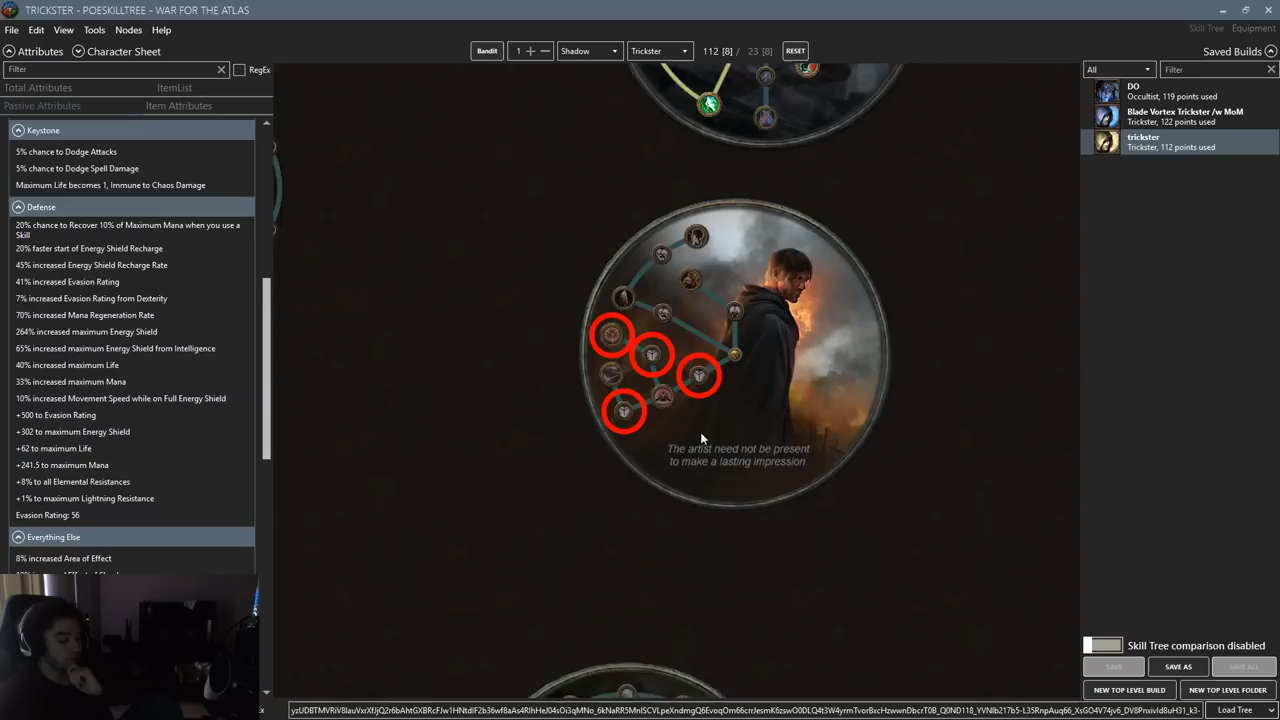 TRICKSTER - POESKILLTREE - WAR FOR THE ATLAS
File Edit View Tools Nodes Help
Skill Tree Equipment
Attributes Character Sheet
Bandit 1 Shadow Trickster 112 [8] / 23 [8] RESET
Saved Builds
Filter RegEx
All Filter
Total Attributes ItemList
Passive Attributes Item Attributes
Keystone
5% chance to Dodge Attacks
5% chance to Dodge Spell Damage
Maximum Life becomes 1, Immune to Chaos Damage
Defense
20% chance to Recover 10% of Maximum Mana when you use a
Skill
20% faster start of Energy Shield Recharge
45% increased Energy Shield Recharge Rate
41% increased Evasion Rating
7% increased Evasion Rating from Dexterity
70% increased Mana Regeneration Rate
264% increased maximum Energy Shield
65% increased maximum Energy Shield from Intelligence
40% increased maximum Life
33% increased maximum Mana
10% increased Movement Speed while on Full Energy Shield
+500 to Evasion Rating
+302 to maximum Energy Shield
+62 to maximum Life
+241.5 to maximum Mana
+8% to all Elemental Resistances
+1% to maximum Lightning Resistance
Evasion Rating: 56
Everything Else
8% increased Area of Effect
DO
Occultist, 119 points used
Blade Vortex Trickster /w MoM
Trickster, 122 points used
trickster
Trickster, 112 points used
The artist need not be present
to make a lasting impression
Skill Tree comparison disabled
SAVE SAVE AS SAVE ALL
NEW TOP LEVEL BUILD NEW TOP LEVEL FOLDER
Load Tree